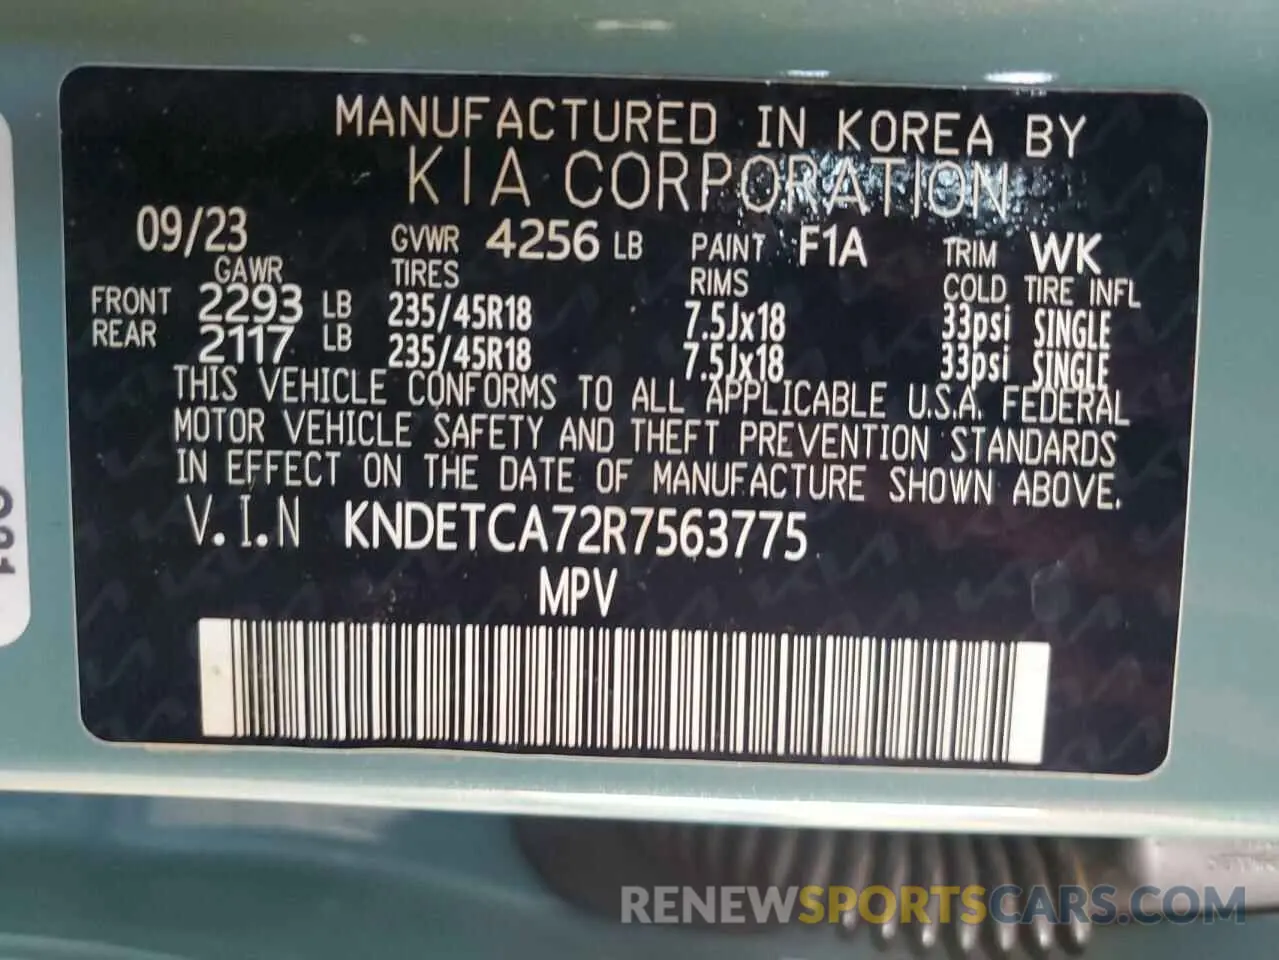 MANUFACTURED IN KOREA BY
KIA CORPORATION
09/23 GVWR 4256 LB PAINT F1A TRIM WK
GAWR TIRES RIMS COLD TIRE INFL
FRONT 2293 LB 235/45R18 7.5Jx18 33psi SINGLE
REAR 2117 LB 235/45R18 7.5Jx18 33psi SINGLE
THIS VEHICLE CONFORMS TO ALL APPLICABLE U.S.A. FEDERAL
MOTOR VEHICLE SAFETY AND THEFT PREVENTION STANDARDS
IN EFFECT ON THE DATE OF MANUFACTURE SHOWN ABOVE.
V.I.N KNDETCA72R7563775
MPV
RENEWSPORTSCARS.COM